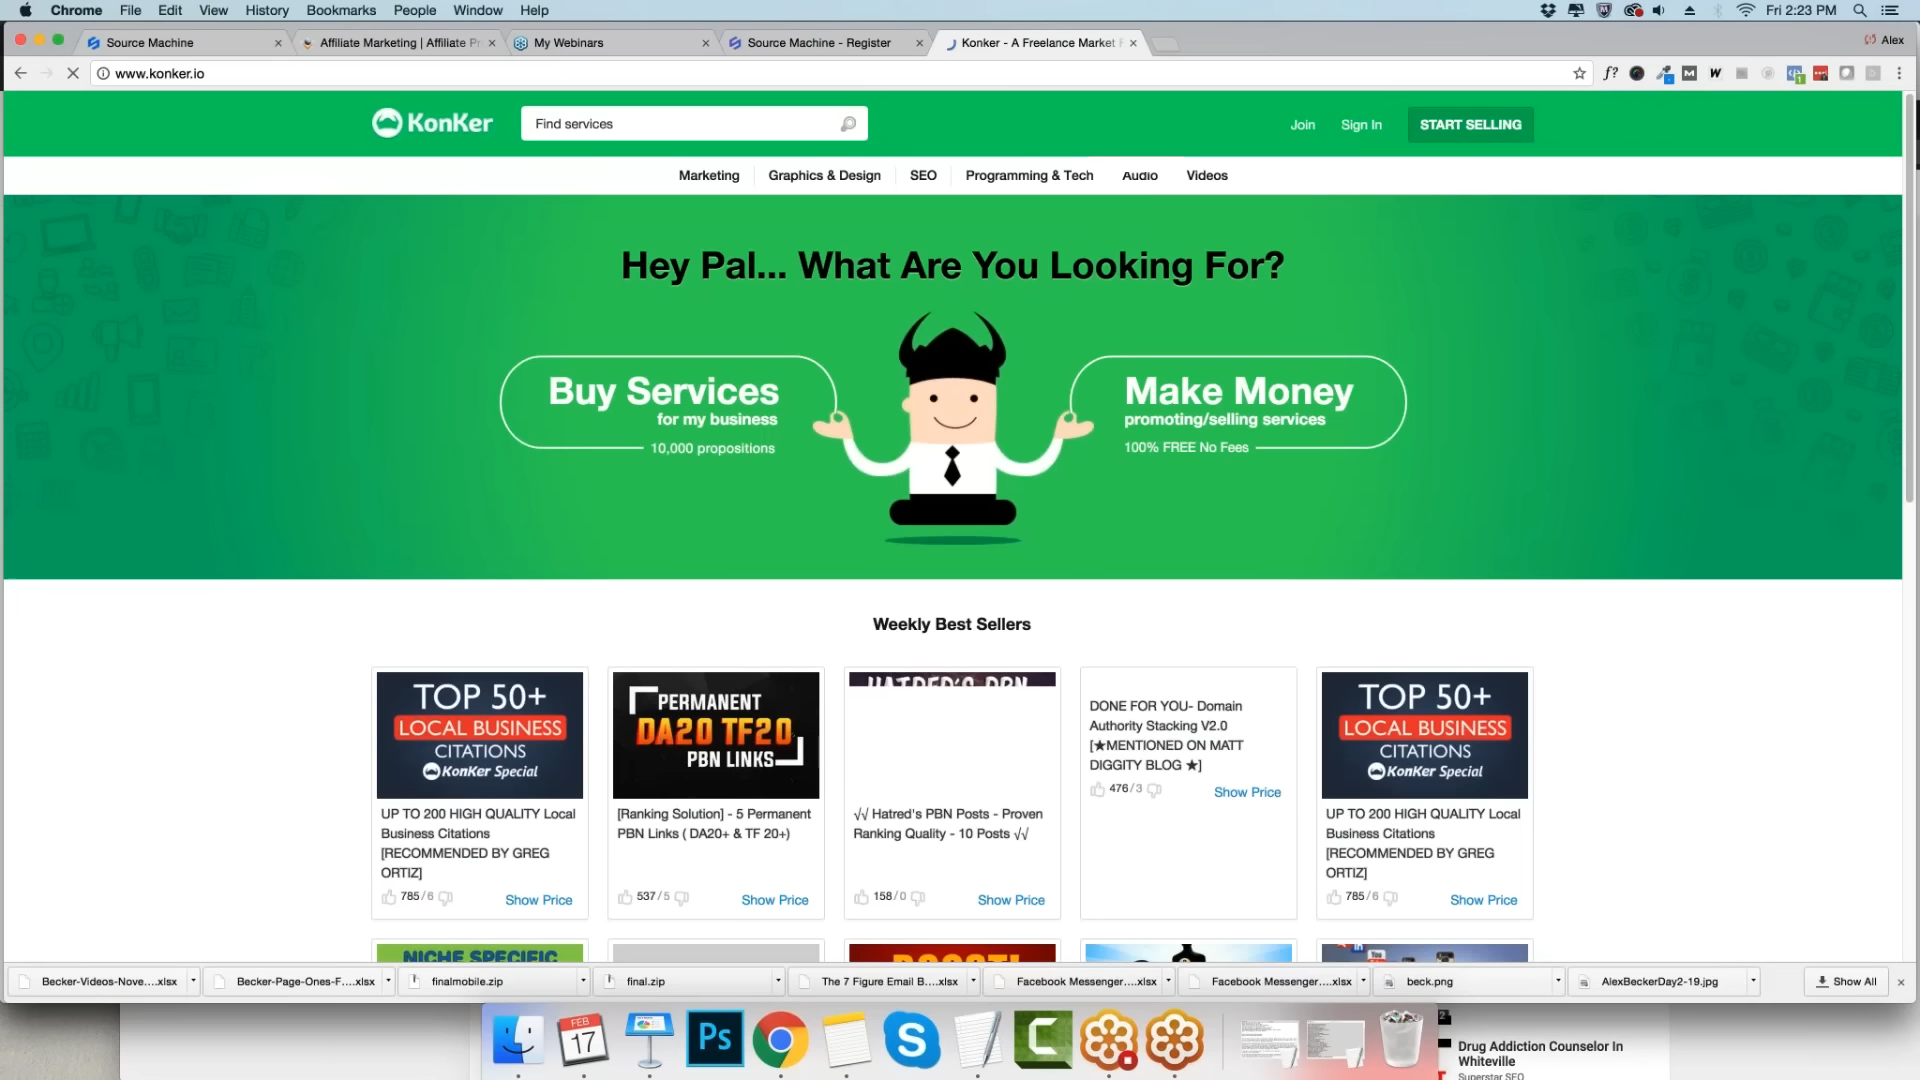 Chrome File Edit View History Bookmarks People Window Help
Fri 2:23 PM
Source Machine
Affiliate Marketing | Affiliate Pr
My Webinars
Source Machine - Register
Konker - A Freelance Market
Alex
www.konker.io
KonKer
Find services
Join Sign In START SELLING
Marketing Graphics & Design SEO Programming & Tech Audio Videos
Hey Pal... What Are You Looking For?
Buy Services
for my business
10,000 propositions
Make Money
promoting/selling services
100% FREE No Fees
Weekly Best Sellers
TOP 50+
LOCAL BUSINESS
CITATIONS
KonKer Special
UP TO 200 HIGH QUALITY Local
Business Citations
[RECOMMENDED BY GREG
ORTIZ]
785/6
Show Price
PERMANENT
DA20 TF20
PBN LINKS
[Ranking Solution] - 5 Permanent
PBN Links ( DA20+ & TF 20+)
537/5
Show Price
HATRED'S PBN
√√ Hatred's PBN Posts - Proven
Ranking Quality - 10 Posts √√
158/0
Show Price
DONE FOR YOU- Domain
Authority Stacking V2.0
[★MENTIONED ON MATT
DIGGITY BLOG ★]
476/3
Show Price
TOP 50+
LOCAL BUSINESS
CITATIONS
KonKer Special
UP TO 200 HIGH QUALITY Local
Business Citations
[RECOMMENDED BY GREG
ORTIZ]
785/6
Show Price
NICHE SPECIFIC
BOOST!
Becker-Videos-Nove....xlsx
Becker-Page-Ones-F....xlsx
finalmobile.zip
final.zip
The 7 Figure Email B....xlsx
Facebook Messenger....xlsx
Facebook Messenger....xlsx
beck.png
AlexBeckerDay2-19.jpg
Show All
FEB
17
Ps
Drug Addiction Counselor In
Whiteville
Superstar SEO